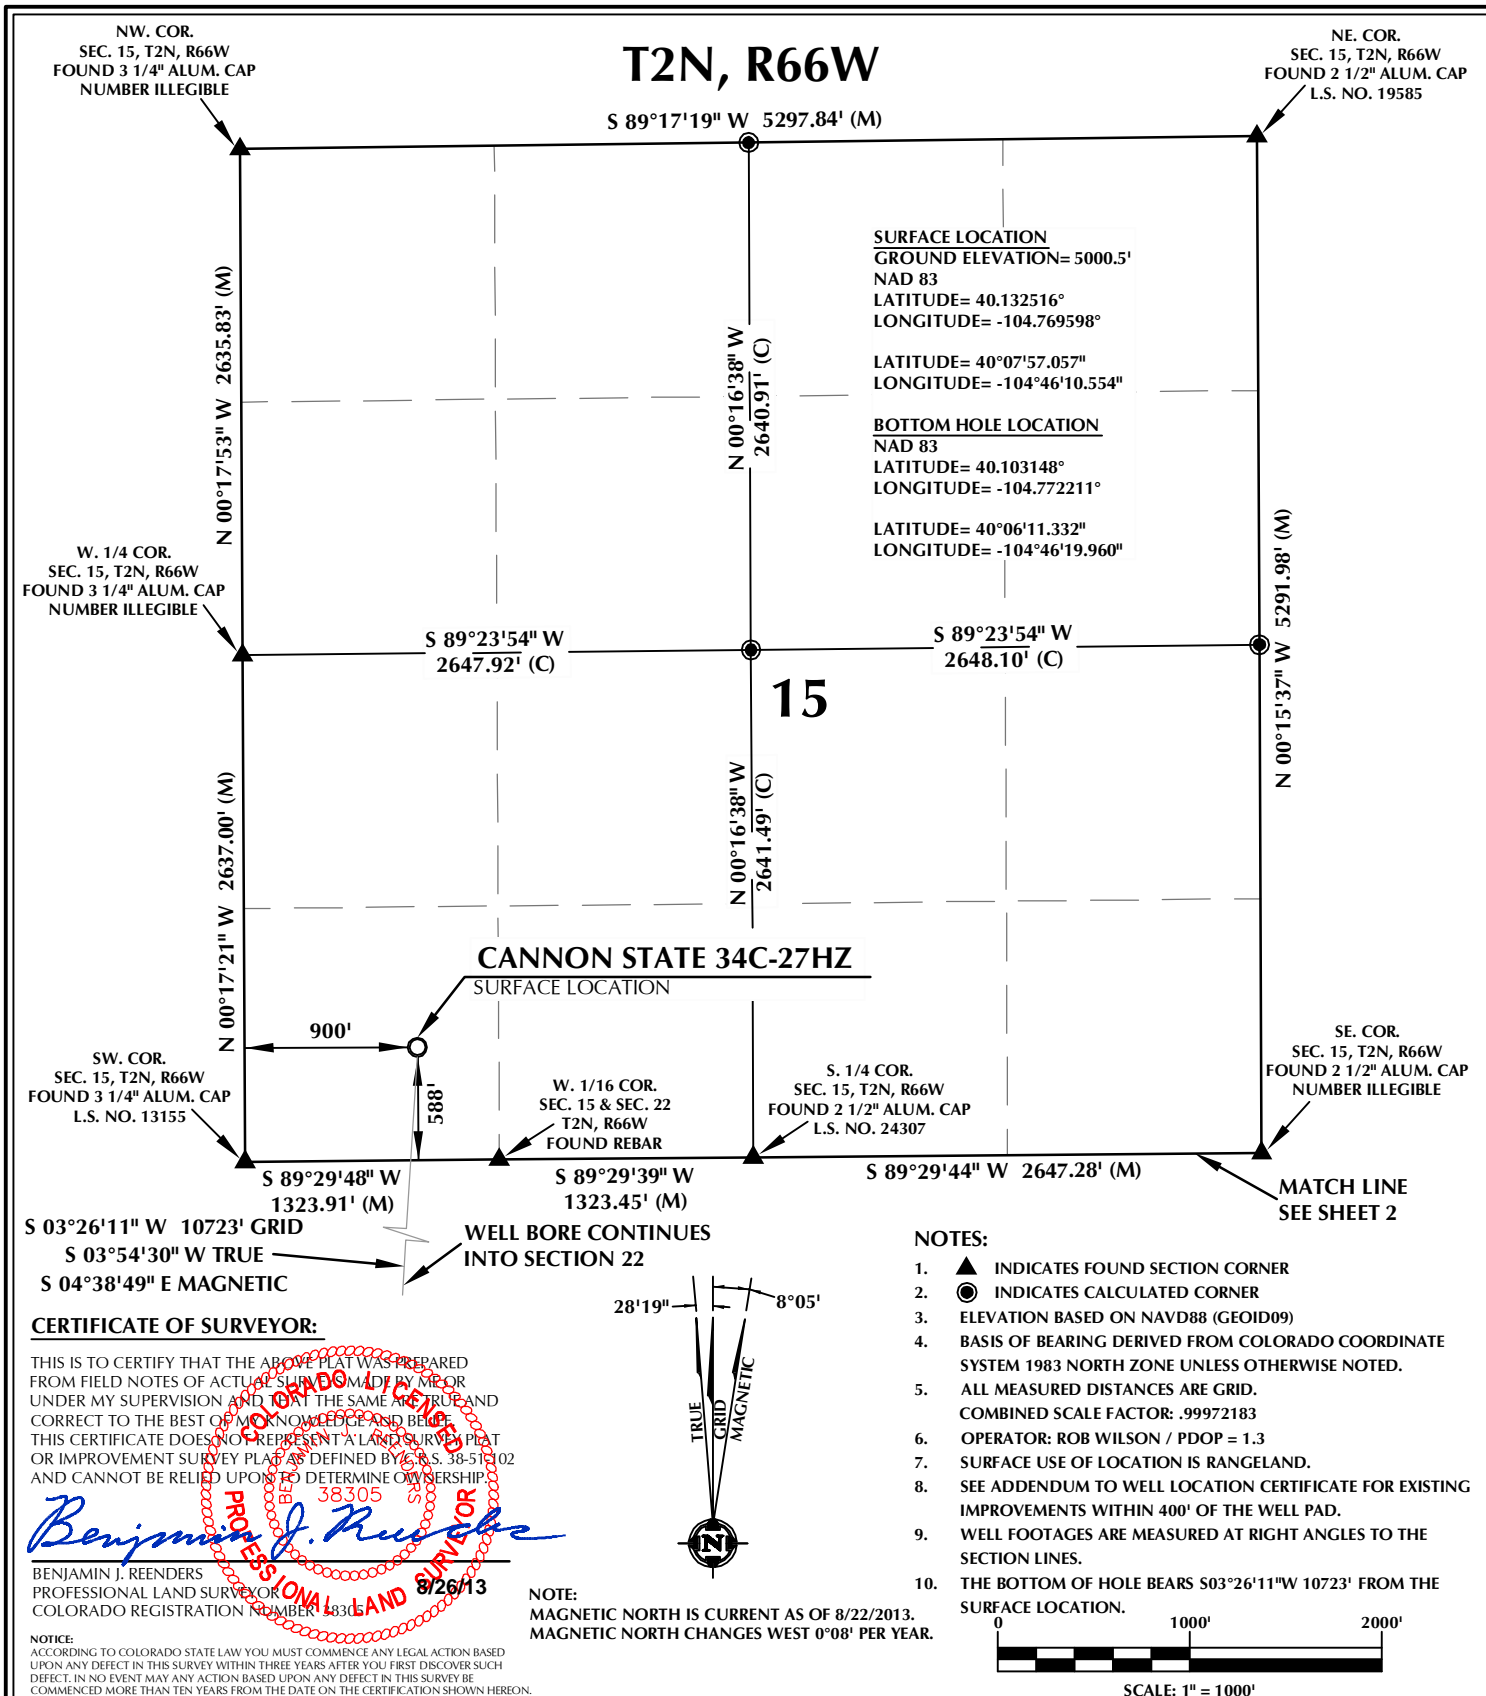 NW. COR.
SEC. 15, T2N, R66W
FOUND 3 1/4" ALUM. CAP
NUMBER ILLEGIBLE
T2N, R66W
NE. COR.
SEC. 15, T2N, R66W
FOUND 2 1/2" ALUM. CAP
L.S. NO. 19585
S 89°17'19" W 5297.84' (M)
SURFACE LOCATION
GROUND ELEVATION= 5000.5'
NAD 83
LATITUDE= 40.132516°
LONGITUDE= -104.769598°
LATITUDE= 40°07'57.057"
LONGITUDE= -104°46'10.554"
BOTTOM HOLE LOCATION
NAD 83
LATITUDE= 40.103148°
LONGITUDE= -104.772211°
LATITUDE= 40°06'11.332"
LONGITUDE= -104°46'19.960"
N 00°17'53" W 2635.83' (M)
N 00°16'38" W
2640.91' (C)
N 00°15'37" W 5291.98' (M)
W. 1/4 COR.
SEC. 15, T2N, R66W
FOUND 3 1/4" ALUM. CAP
NUMBER ILLEGIBLE
S 89°23'54" W
2647.92' (C)
S 89°23'54" W
2648.10' (C)
15
N 00°17'21" W 2637.00' (M)
N 00°16'38" W
2641.49' (C)
CANNON STATE 34C-27HZ
SURFACE LOCATION
900'
588'
SW. COR.
SEC. 15, T2N, R66W
FOUND 3 1/4" ALUM. CAP
L.S. NO. 13155
W. 1/16 COR.
SEC. 15 & SEC. 22
T2N, R66W
FOUND REBAR
S. 1/4 COR.
SEC. 15, T2N, R66W
FOUND 2 1/2" ALUM. CAP
L.S. NO. 24307
SE. COR.
SEC. 15, T2N, R66W
FOUND 2 1/2" ALUM. CAP
NUMBER ILLEGIBLE
S 89°29'48" W
1323.91' (M)
S 89°29'39" W
1323.45' (M)
S 89°29'44" W 2647.28' (M)
MATCH LINE
SEE SHEET 2
S 03°26'11" W 10723' GRID
S 03°54'30" W TRUE
S 04°38'49" E MAGNETIC
WELL BORE CONTINUES
INTO SECTION 22
28'19"
8°05'
TRUE
GRID
MAGNETIC
N
CERTIFICATE OF SURVEYOR:
THIS IS TO CERTIFY THAT THE ABOVE PLAT WAS PREPARED
FROM FIELD NOTES OF ACTUAL SURVEYS MADE BY ME OR
UNDER MY SUPERVISION AND THAT THE SAME ARE TRUE AND
CORRECT TO THE BEST OF MY KNOWLEDGE AND BELIEF.
THIS CERTIFICATE DOES NOT REPRESENT A LAND SURVEY PLAT
OR IMPROVEMENT SURVEY PLAT AS DEFINED BY C.R.S. 38-51-102
AND CANNOT BE RELIED UPON TO DETERMINE OWNERSHIP.
COLORADO LICENSED
PROFESSIONAL LAND SURVEYOR
BENJAMIN J. REENDERS
38305
Benjamin J. Reenders
8/26/13
BENJAMIN J. REENDERS
PROFESSIONAL LAND SURVEYOR
COLORADO REGISTRATION NUMBER 38305
NOTICE:
ACCORDING TO COLORADO STATE LAW YOU MUST COMMENCE ANY LEGAL ACTION BASED
UPON ANY DEFECT IN THIS SURVEY WITHIN THREE YEARS AFTER YOU FIRST DISCOVER SUCH
DEFECT. IN NO EVENT MAY ANY ACTION BASED UPON ANY DEFECT IN THIS SURVEY BE
COMMENCED MORE THAN TEN YEARS FROM THE DATE ON THE CERTIFICATION SHOWN HEREON.
NOTE:
MAGNETIC NORTH IS CURRENT AS OF 8/22/2013.
MAGNETIC NORTH CHANGES WEST 0°08' PER YEAR.
NOTES:
1. INDICATES FOUND SECTION CORNER
2. INDICATES CALCULATED CORNER
3. ELEVATION BASED ON NAVD88 (GEOID09)
4. BASIS OF BEARING DERIVED FROM COLORADO COORDINATE
SYSTEM 1983 NORTH ZONE UNLESS OTHERWISE NOTED.
5. ALL MEASURED DISTANCES ARE GRID.
COMBINED SCALE FACTOR: .99972183
6. OPERATOR: ROB WILSON / PDOP = 1.3
7. SURFACE USE OF LOCATION IS RANGELAND.
8. SEE ADDENDUM TO WELL LOCATION CERTIFICATE FOR EXISTING
IMPROVEMENTS WITHIN 400' OF THE WELL PAD.
9. WELL FOOTAGES ARE MEASURED AT RIGHT ANGLES TO THE
SECTION LINES.
10. THE BOTTOM OF HOLE BEARS S03°26'11"W 10723' FROM THE
SURFACE LOCATION.
0 1000' 2000'
SCALE: 1" = 1000'